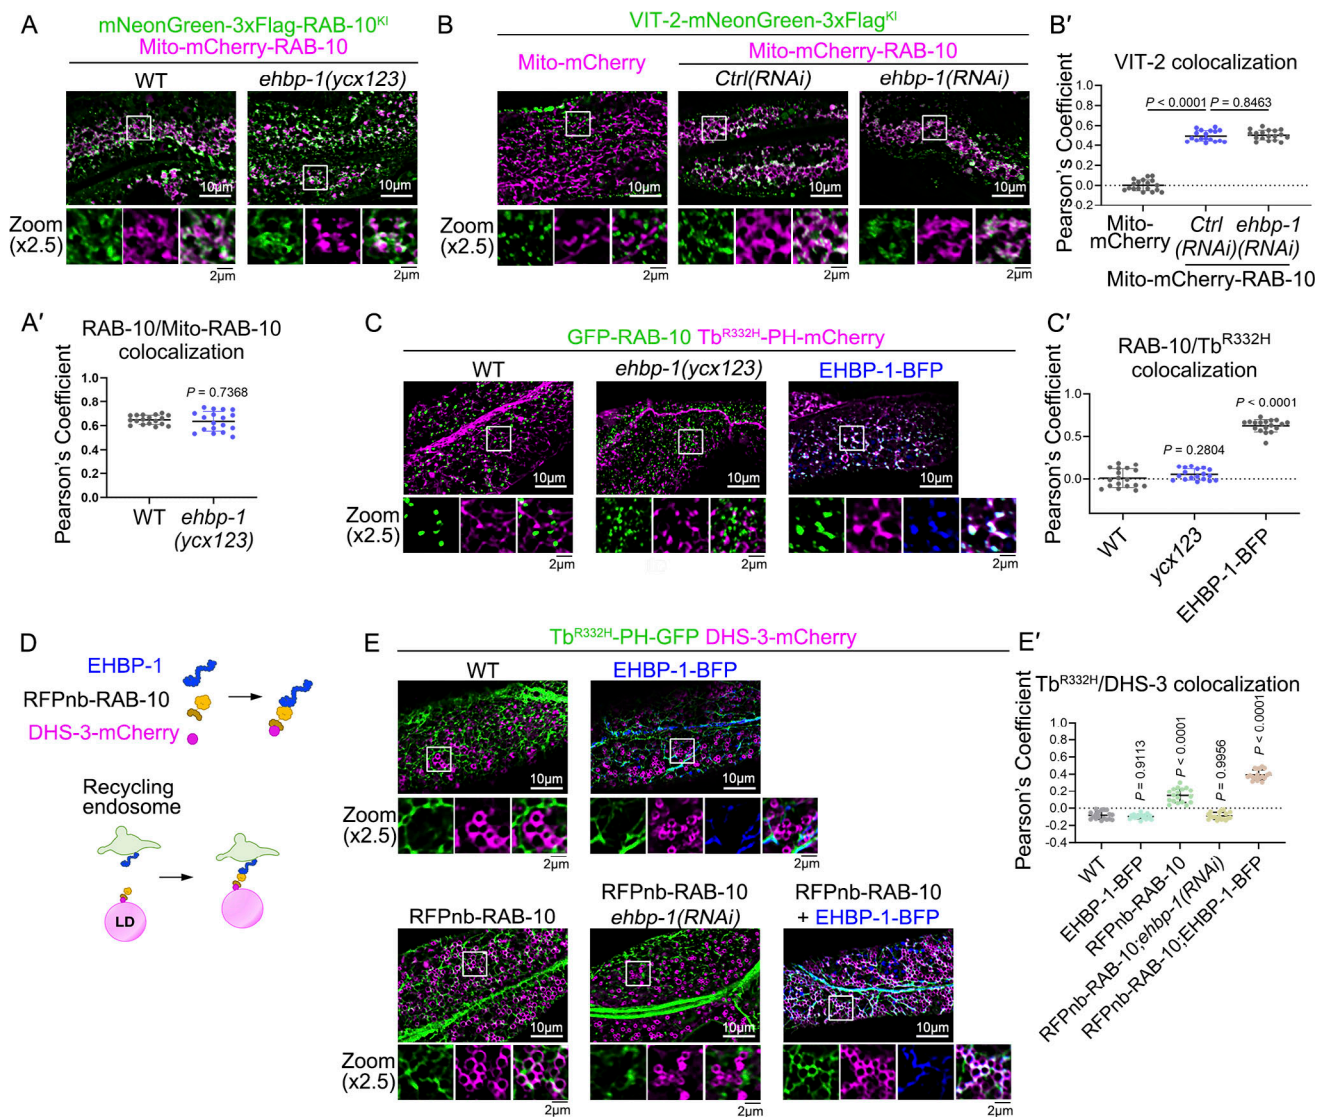 A
mNeonGreen-3xFlag-RAB-10KI
Mito-mCherry-RAB-10
WT
ehbp-1(ycx123)
10µm
10µm
Zoom
(x2.5)
2µm
2µm
B
VIT-2-mNeonGreen-3xFlagKI
Mito-mCherry
Mito-mCherry-RAB-10
Ctrl(RNAi)
ehbp-1(RNAi)
10µm
10µm
10µm
Zoom
(x2.5)
2µm
2µm
2µm
B′
VIT-2 colocalization
P < 0.0001
P = 0.8463
Pearson's Coefficient
1.0
0.8
0.6
0.4
0.2
0.0
0.2
Mito-
mCherry
Ctrl
(RNAi)
ehbp-1
(RNAi)
Mito-mCherry-RAB-10
A′
RAB-10/Mito-RAB-10
colocalization
P = 0.7368
Pearson's Coefficient
1.0
0.8
0.6
0.4
0.2
0.0
WT
ehbp-1
(ycx123)
C
GFP-RAB-10 TbR332H-PH-mCherry
WT
ehbp-1(ycx123)
EHBP-1-BFP
10µm
10µm
10µm
Zoom
(x2.5)
2µm
2µm
2µm
C′
RAB-10/TbR332H
colocalization
P < 0.0001
P = 0.2804
Pearson's Coefficient
1.0
0.5
0.0
WT
ycx123
EHBP-1-BFP
D
EHBP-1
RFPnb-RAB-10
DHS-3-mCherry
Recycling
endosome
LD
E
TbR332H-PH-GFP DHS-3-mCherry
WT
EHBP-1-BFP
10µm
10µm
Zoom
(x2.5)
2µm
2µm
RFPnb-RAB-10
RFPnb-RAB-10
ehbp-1(RNAi)
RFPnb-RAB-10
+ EHBP-1-BFP
10µm
10µm
10µm
Zoom
(x2.5)
2µm
2µm
2µm
E′
TbR332H/DHS-3 colocalization
P = 0.9113
P < 0.0001
P = 0.9956
P < 0.0001
Pearson's Coefficient
1.0
0.8
0.6
0.4
0.2
0.0
-0.2
-0.4
WT
EHBP-1-BFP
RFPnb-RAB-10
RFPnb-RAB-10;ehbp-1(RNAi)
RFPnb-RAB-10;EHBP-1-BFP